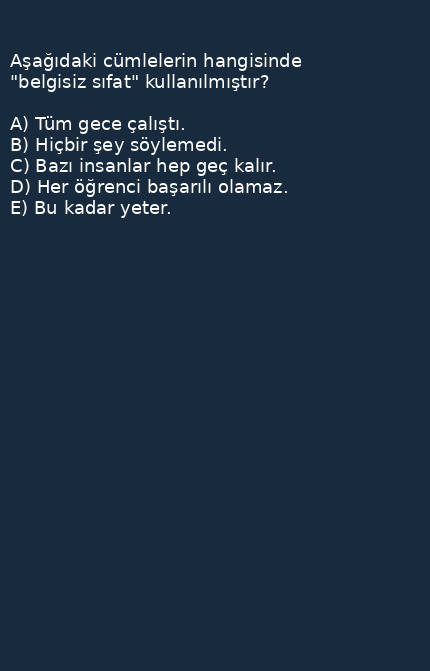 Aşağıdaki cümlelerin hangisinde
"belgisiz sıfat" kullanılmıştır?
A) Tüm gece çalıştı.
B) Hiçbir şey söylemedi.
C) Bazı insanlar hep geç kalır.
D) Her öğrenci başarılı olamaz.
E) Bu kadar yeter.